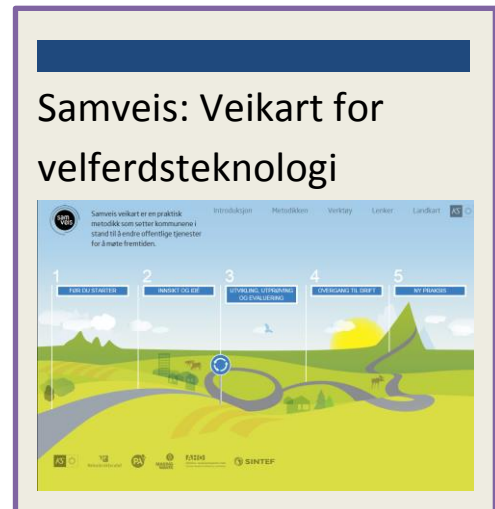 Samveis: Veikart for
velferdsteknologi
sam
veis
Samveis veikart er en praktisk
metodikk som setter kommunene i
stand til å endre offentlige tjenester
for å møte fremtiden.
Introduksjon Metodikken Verktøy Lenker Landkart KS
1 2 3 4 5
FØR DU STARTER
INNSIKT OG IDÉ
UTVIKLING, UTPRØVING
OG EVALUERING
OVERGANG TIL DRIFT
NY PRAKSIS
KS
SINTEF